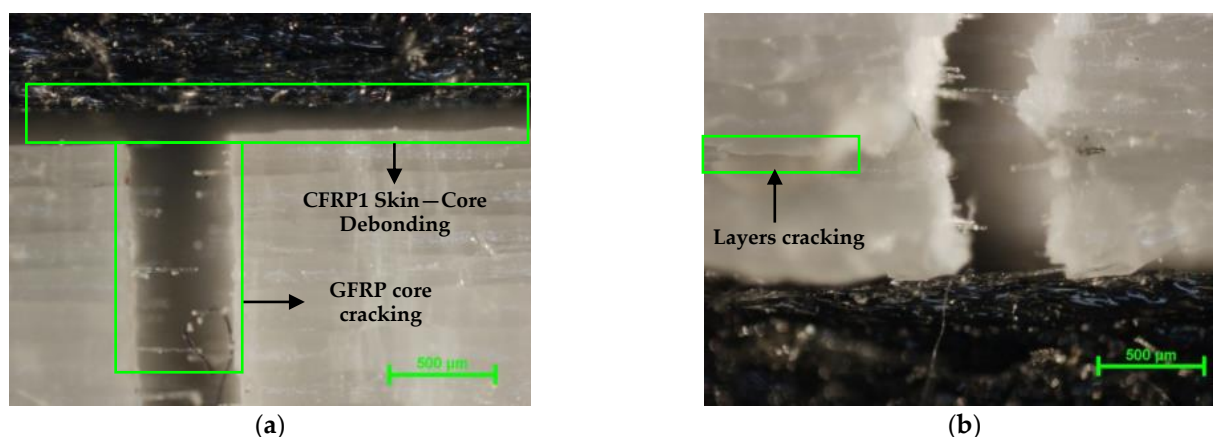 CFRP1 Skin—Core
Debonding
GFRP core
cracking
500 µm
(a)
Layers cracking
500 µm
(b)